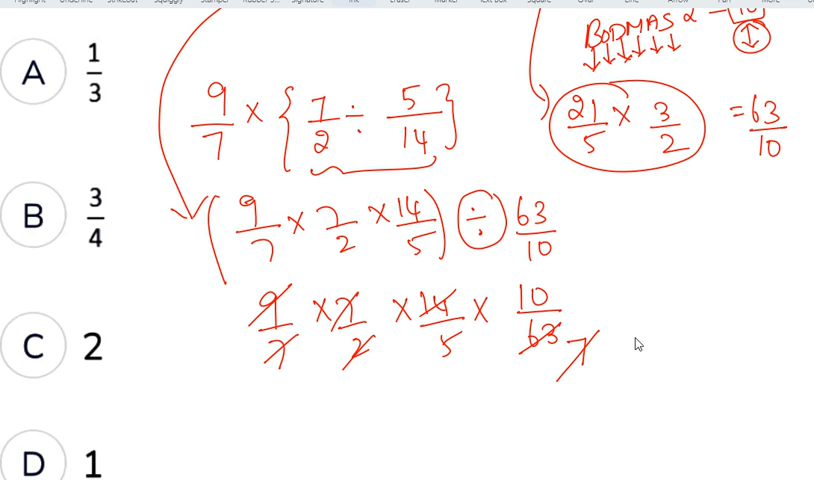 BODMAS
A 1/3
9/7 × { 7/2 ÷ 5/14 }
21/5 × 3/2 = 63/10
B 3/4
( 9/7 × 7/2 × 14/5 ) ÷ 63/10
9/7 × 7/2 × 14/5 × 10/63 7
C 2
D 1